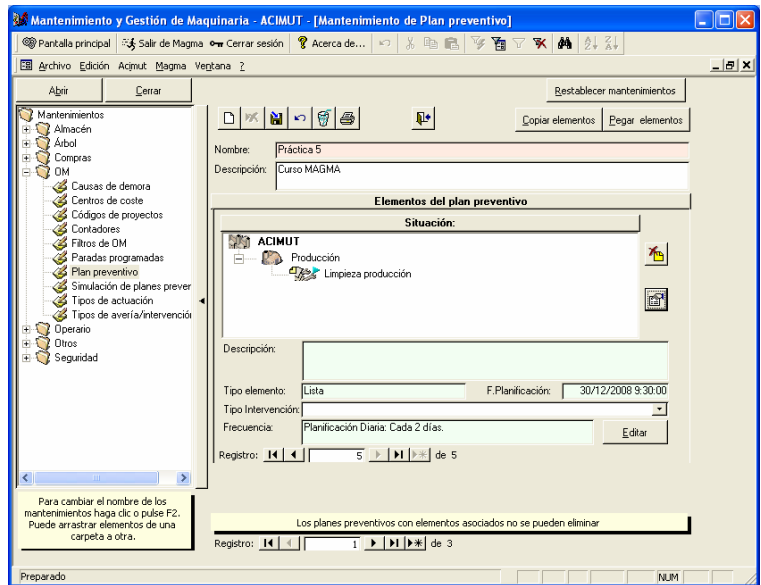 Mantenimiento y Gestión de Maquinaria - ACIMUT - [Mantenimiento de Plan preventivo]
Pantalla principal Salir de Magma Cerrar sesión Acerca de...
Archivo Edición Acimut Magma Ventana ?
Abrir Cerrar
Restablecer mantenimientos
Mantenimientos
Almacén
Árbol
Compras
OM
Causas de demora
Centros de coste
Códigos de proyectos
Contadores
Filtros de OM
Paradas programadas
Plan preventivo
Simulación de planes prever
Tipos de actuación
Tipos de avería/intervenció
Operario
Otros
Seguridad
Copiar elementos Pegar elementos
Nombre: Práctica 5
Descripción: Curso MAGMA
Elementos del plan preventivo
Situación:
ACIMUT
Producción
Limpieza producción
Descripción:
Tipo elemento: Lista F.Planificación: 30/12/2008 9:30:00
Tipo Intervención:
Frecuencia: Planificación Diaria: Cada 2 días. Editar
Registro: 5 de 5
Para cambiar el nombre de los
mantenimientos haga clic o pulse F2.
Puede arrastrar elementos de una
carpeta a otra.
Los planes preventivos con elementos asociados no se pueden eliminar
Registro: 1 de 3
Preparado NUM